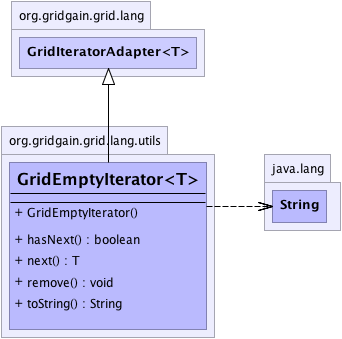 org.gridgain.grid.lang
GridIteratorAdapter<T>
org.gridgain.grid.lang.utils
GridEmptyIterator<T>
+ GridEmptyIterator()
+ hasNext() : boolean
+ next() : T
+ remove() : void
+ toString() : String
java.lang
String